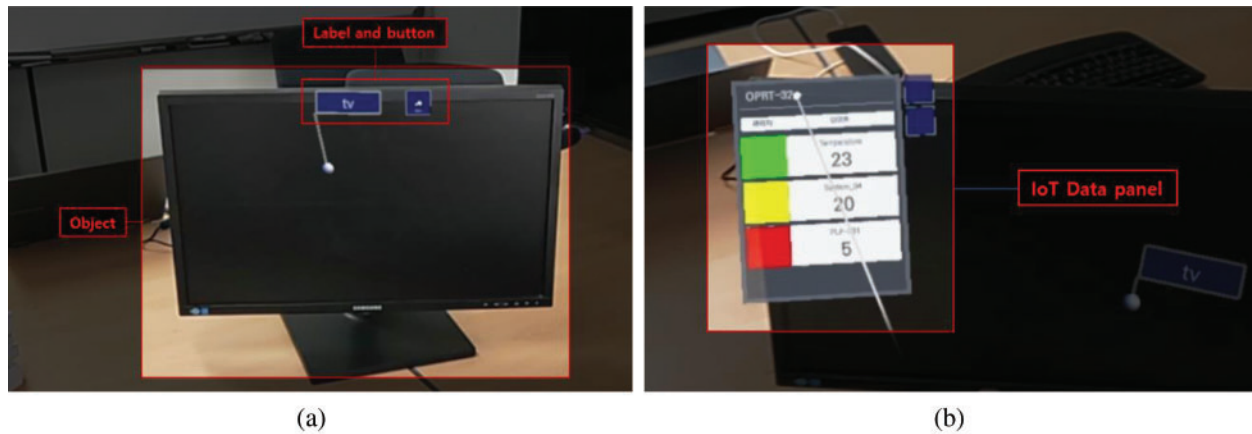 Label and button
tv
Object
SAMSUNG
(a)
OPRT-32
Temperature
23
20
5
IoT Data panel
tv
(b)